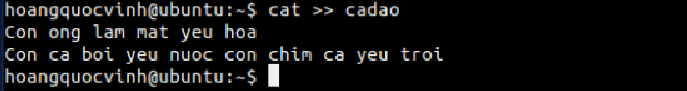 hoangquocvinh@ubuntu:~$ cat >> cadao
Con ong lam mat yeu hoa
Con ca boi yeu nuoc con chim ca yeu troi
hoangquocvinh@ubuntu:~$